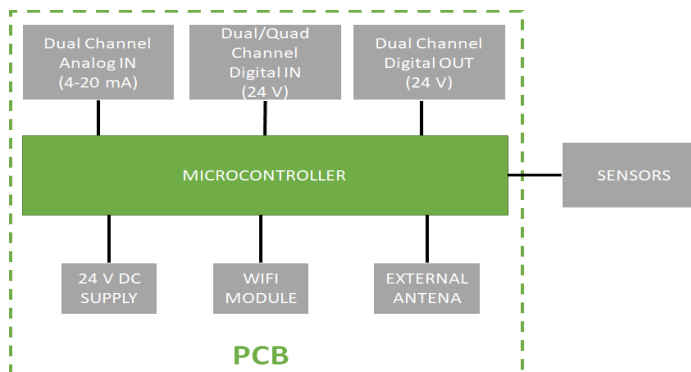 Dual Channel
Analog IN
(4-20 mA)
Dual/Quad
Channel
Digital IN
(24 V)
Dual Channel
Digital OUT
(24 V)
MICROCONTROLLER
SENSORS
24 V DC
SUPPLY
WIFI
MODULE
EXTERNAL
ANTENA
PCB